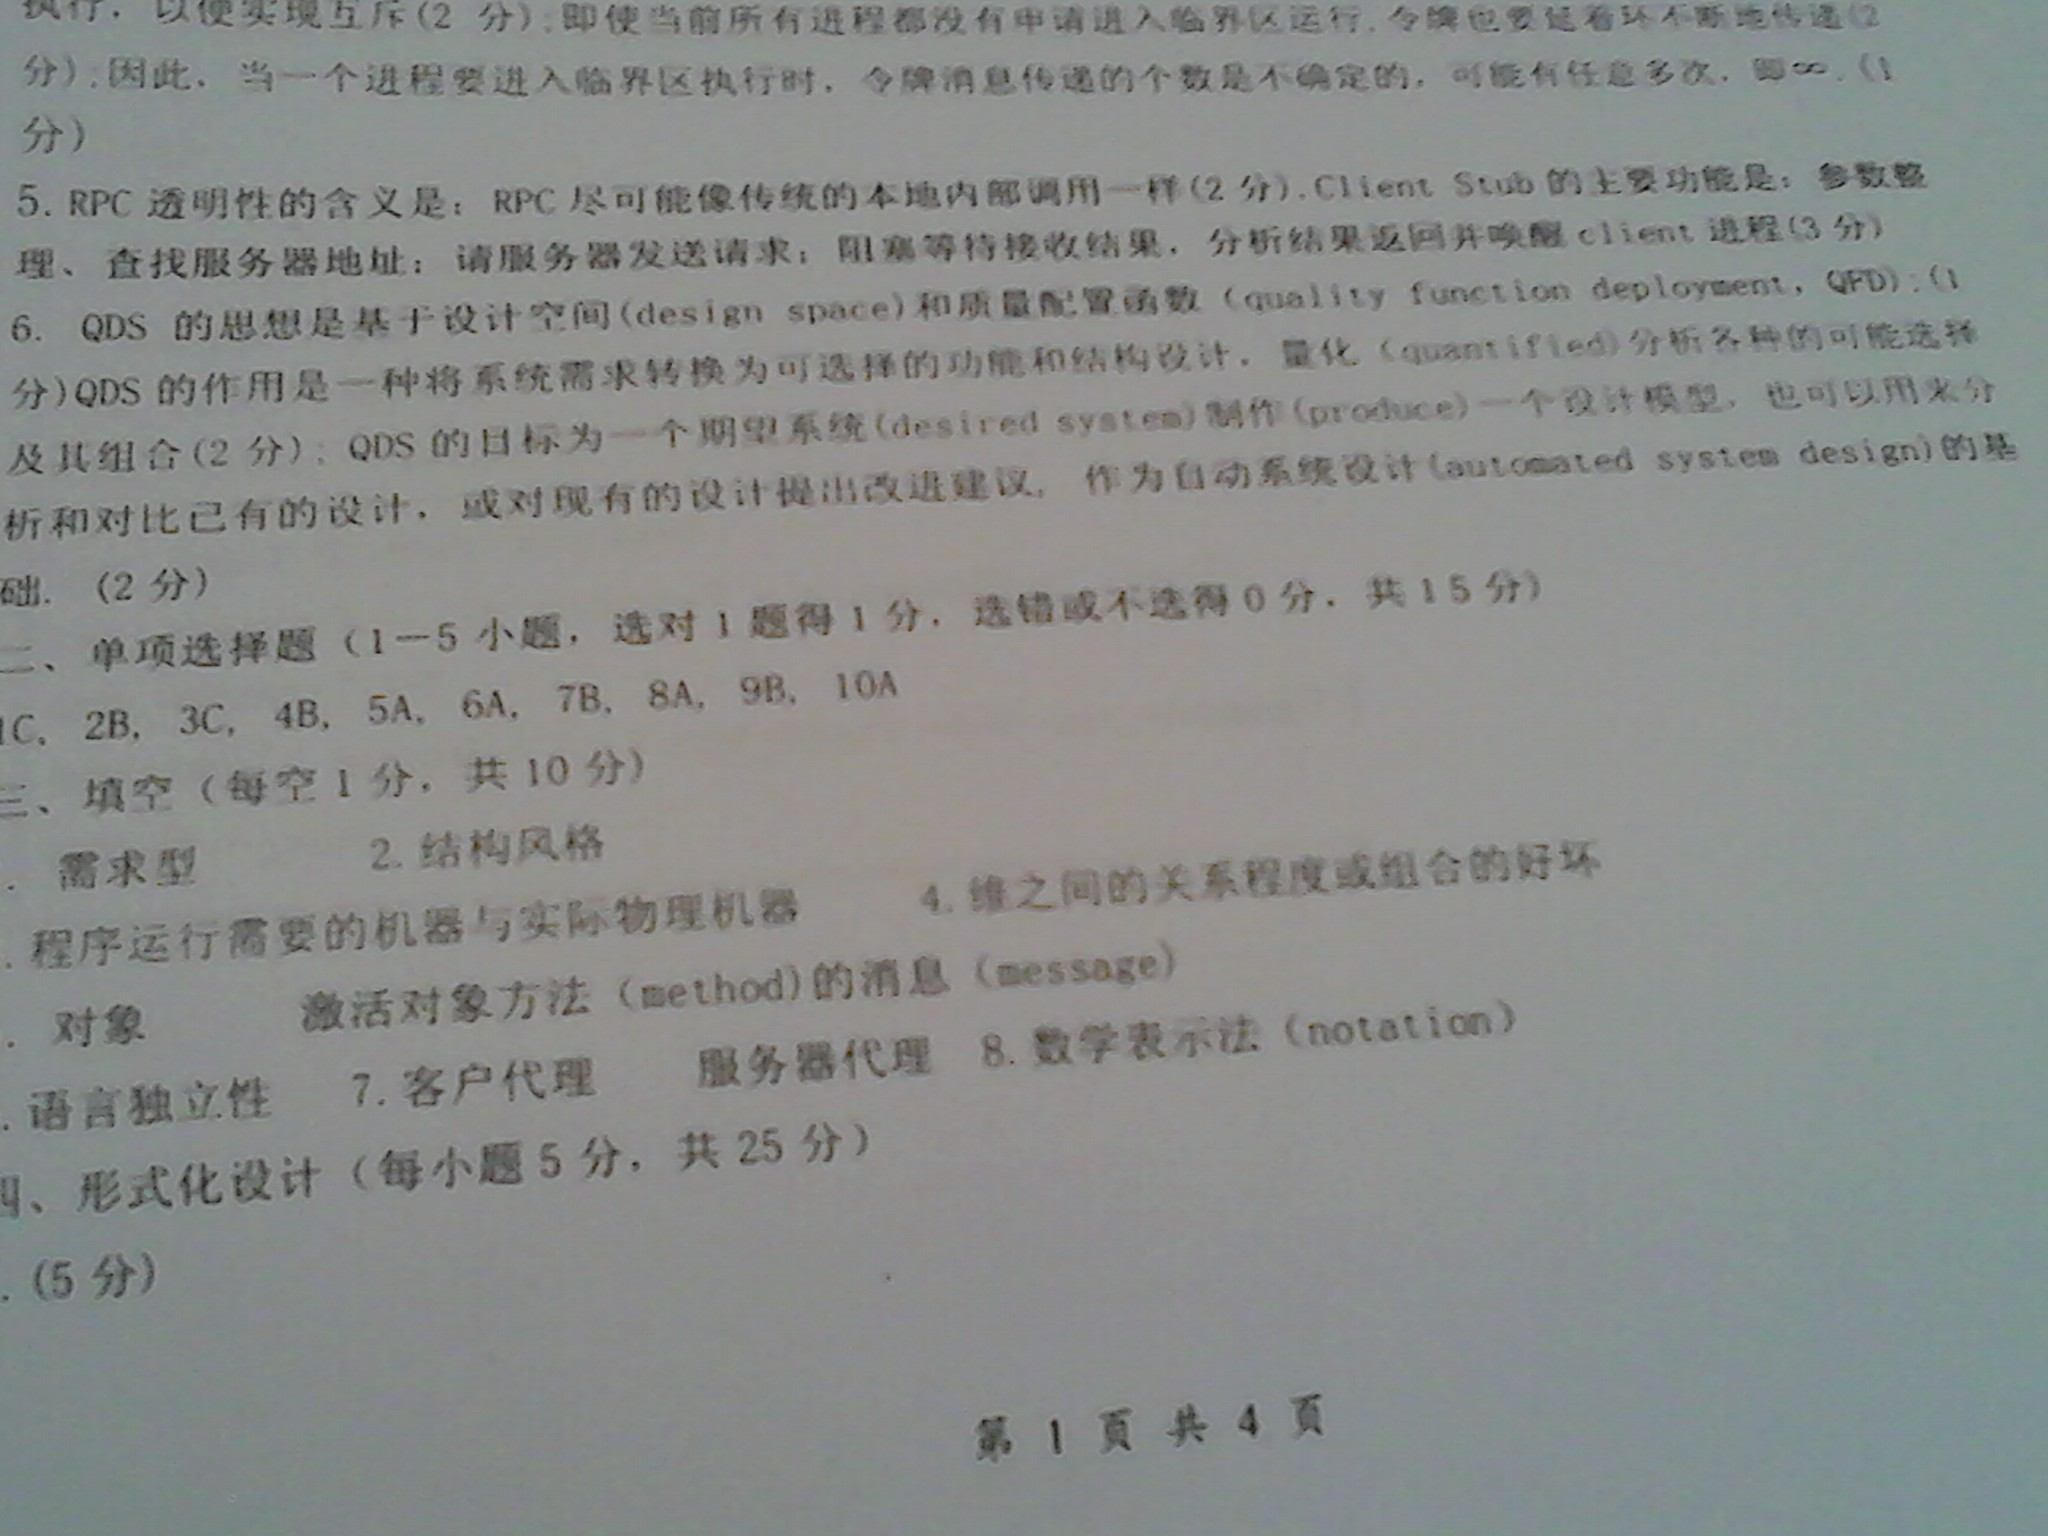 执行，以便实现互斥(2 分);即使当前所有进程都没有申请进入临界区运行,令牌也要延着环不断地传递(2
分);因此，当一个进程要进入临界区执行时，令牌消息传递的个数是不确定的，可能有任意多次，即∞.(1
分)
5. RPC 透明性的含义是：RPC 尽可能像传统的本地内部调用一样(2 分).Client Stub 的主要功能是：参数整
理、查找服务器地址；请服务器发送请求；阻塞等待接收结果，分析结果返回并唤醒 client 进程(3 分)
6. QDS 的思想是基于设计空间(design space)和质量配置函数（quality function deployment，QFD);(1
分)QDS 的作用是一种将系统需求转换为可选择的功能和结构设计，量化（quantified)分析各种的可能选择
及其组合(2 分)；QDS 的目标为一个期望系统(desired system)制作(produce)一个设计模型，也可以用来分
析和对比已有的设计，或对现有的设计提出改进建议，作为自动系统设计(automated system design)的基
础.（2 分）
二、单项选择题（1－5 小题，选对 1 题得 1 分，选错或不选得 0 分，共 15 分）
1C, 2B, 3C, 4B, 5A, 6A, 7B, 8A, 9B, 10A
三、填空（每空 1 分，共 10 分）
. 需求型 2. 结构风格
. 程序运行需要的机器与实际物理机器 4. 维之间的关系程度或组合的好坏
. 对象 激活对象方法（method)的消息（message）
. 语言独立性 7. 客户代理 服务器代理 8. 数学表示法（notation）
四、形式化设计（每小题 5 分，共 25 分）
. (5 分)
第 1 页 共 4 页